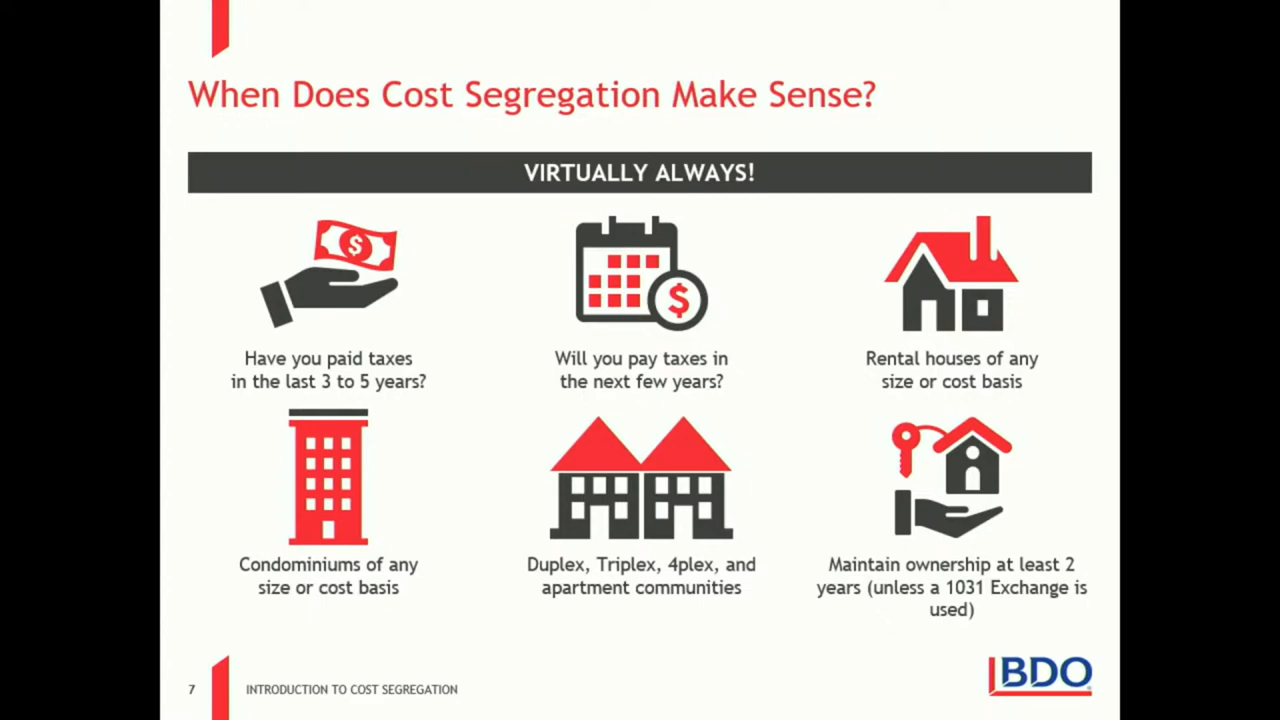 When Does Cost Segregation Make Sense?
VIRTUALLY ALWAYS!
$
$
Have you paid taxes
in the last 3 to 5 years?
Will you pay taxes in
the next few years?
Rental houses of any
size or cost basis
Condominiums of any
size or cost basis
Duplex, Triplex, 4plex, and
apartment communities
Maintain ownership at least 2
years (unless a 1031 Exchange is
used)
7
INTRODUCTION TO COST SEGREGATION
BDO